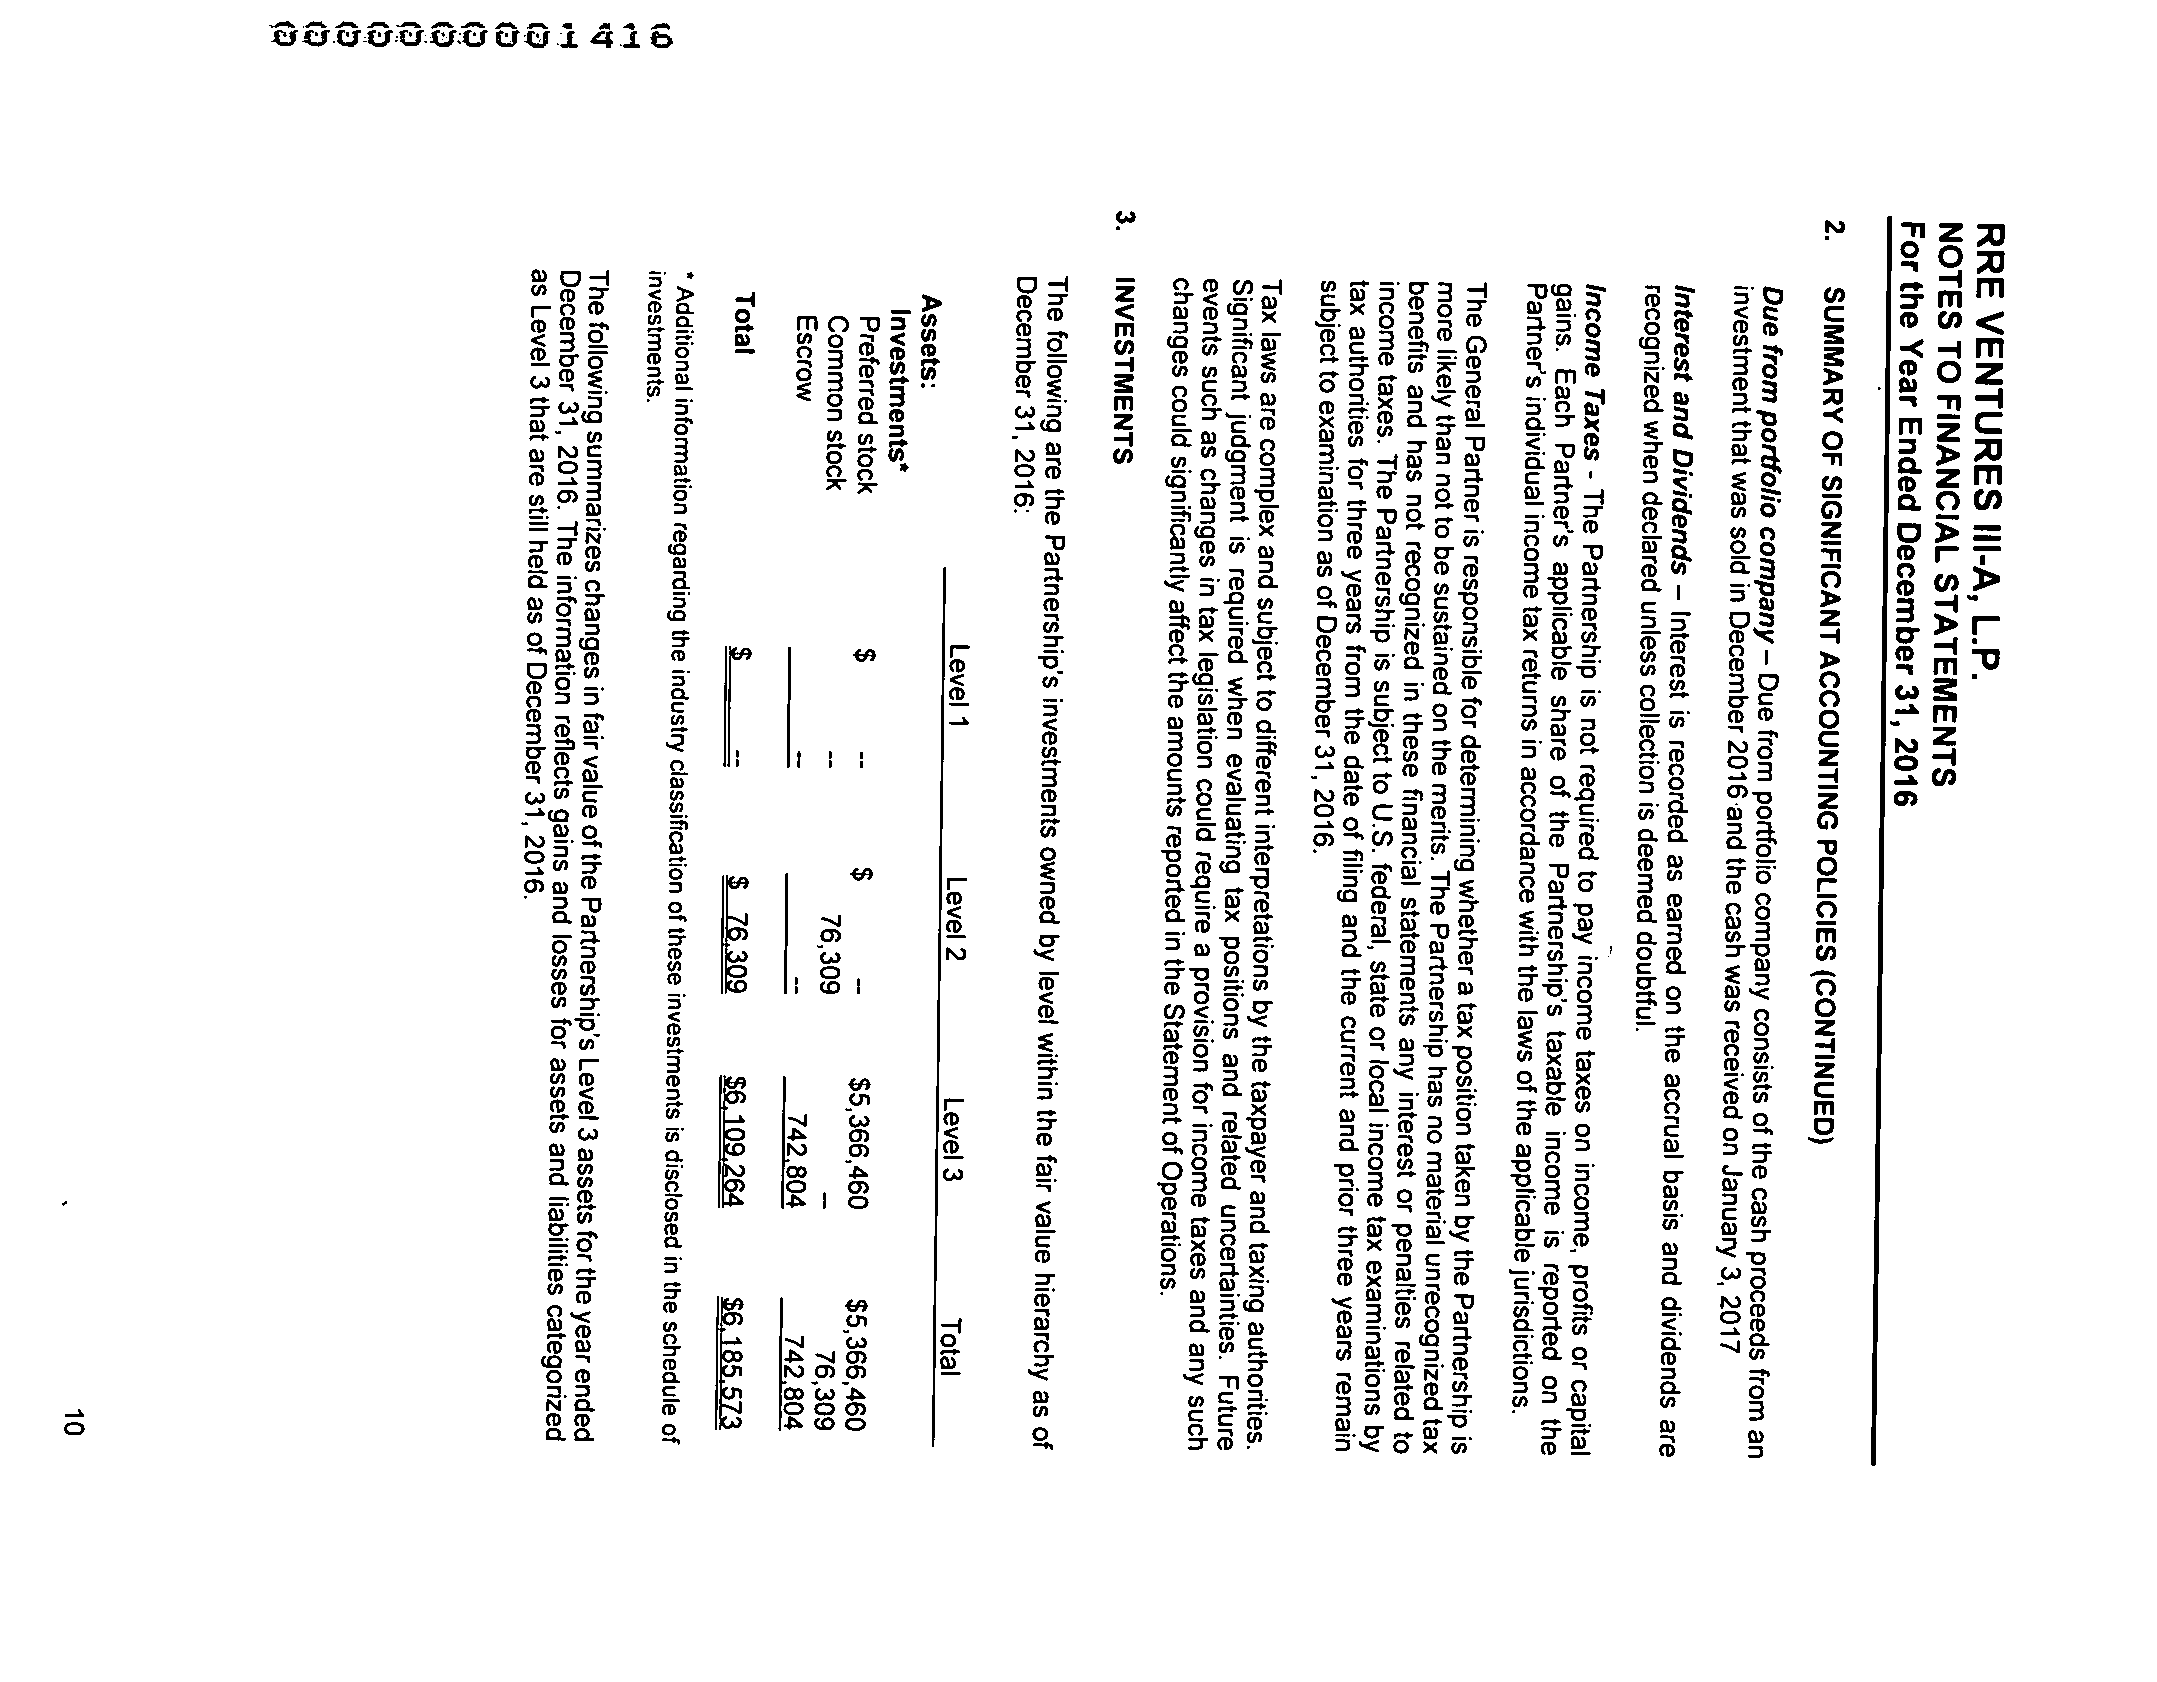 RRE VENTURES III-A, L.P.
NOTES TO FINANCIAL STATEMENTS
For the Year Ended December 31, 2016
2. SUMMARY OF SIGNIFICANT ACCOUNTING POLICIES (CONTINUED)
Due from portfolio company – Due from portfolio company consists of the cash proceeds from an
investment that was sold in December 2016 and the cash was received on January 3, 2017
Interest and Dividends – Interest is recorded as earned on the accrual basis and dividends are
recognized when declared unless collection is deemed doubtful.
Income Taxes - The Partnership is not required to pay income taxes on income, profits or capital
gains. Each Partner's applicable share of the Partnership's taxable income is reported on the
Partner's individual income tax returns in accordance with the laws of the applicable jurisdictions.
The General Partner is responsible for determining whether a tax position taken by the Partnership is
more likely than not to be sustained on the merits. The Partnership has no material unrecognized tax
benefits and has not recognized in these financial statements any interest or penalties related to
income taxes. The Partnership is subject to U.S. federal, state or local income tax examinations by
tax authorities for three years from the date of filing and the current and prior three years remain
subject to examination as of December 31, 2016.
Tax laws are complex and subject to different interpretations by the taxpayer and taxing authorities.
Significant judgment is required when evaluating tax positions and related uncertainties. Future
events such as changes in tax legislation could require a provision for income taxes and any such
changes could significantly affect the amounts reported in the Statement of Operations.
3. INVESTMENTS
The following are the Partnership's investments owned by level within the fair value hierarchy as of
December 31, 2016:
Level 1 Level 2 Level 3 Total
Assets:
Investments*
Preferred stock $ -- $ -- $5,366,460 $5,366,460
Common stock -- 76,309 -- 76,309
Escrow -- -- 742,804 742,804
Total $ -- $ 76,309 $6,109,264 $6,185,573
* Additional information regarding the industry classification of these investments is disclosed in the schedule of
investments.
The following summarizes changes in fair value of the Partnership's Level 3 assets for the year ended
December 31, 2016. The information reflects gains and losses for assets and liabilities categorized
as Level 3 that are still held as of December 31, 2016.
10
0000000001416